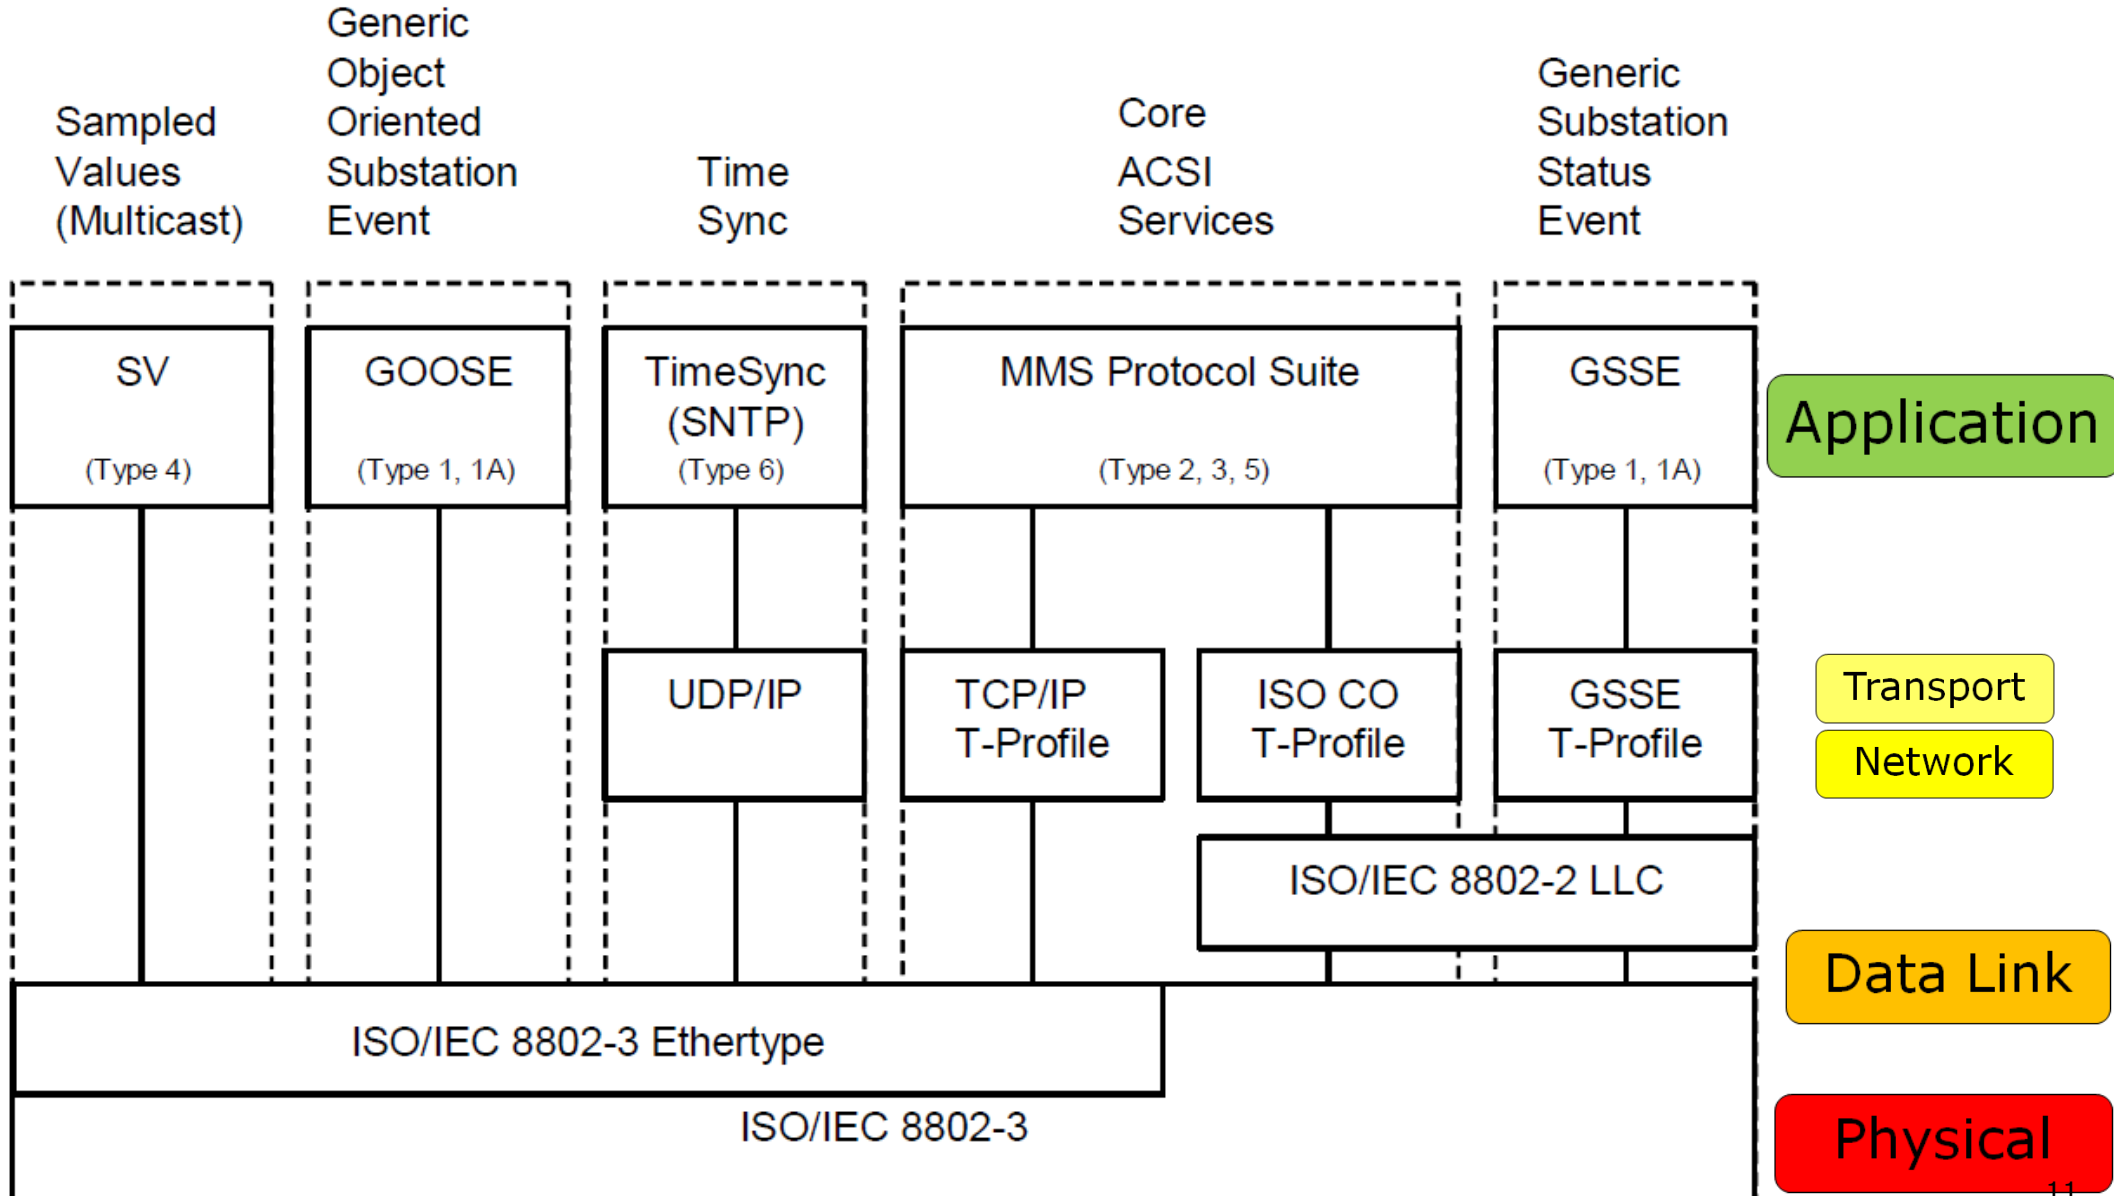 Sampled
Values
(Multicast)
Generic
Object
Oriented
Substation
Event
Time
Sync
Core
ACSI
Services
Generic
Substation
Status
Event
SV
(Type 4)
GOOSE
(Type 1, 1A)
TimeSync
(SNTP)
(Type 6)
MMS Protocol Suite
(Type 2, 3, 5)
GSSE
(Type 1, 1A)
Application
UDP/IP
TCP/IP
T-Profile
ISO CO
T-Profile
GSSE
T-Profile
Transport
Network
ISO/IEC 8802-2 LLC
Data Link
ISO/IEC 8802-3 Ethertype
ISO/IEC 8802-3
Physical
11